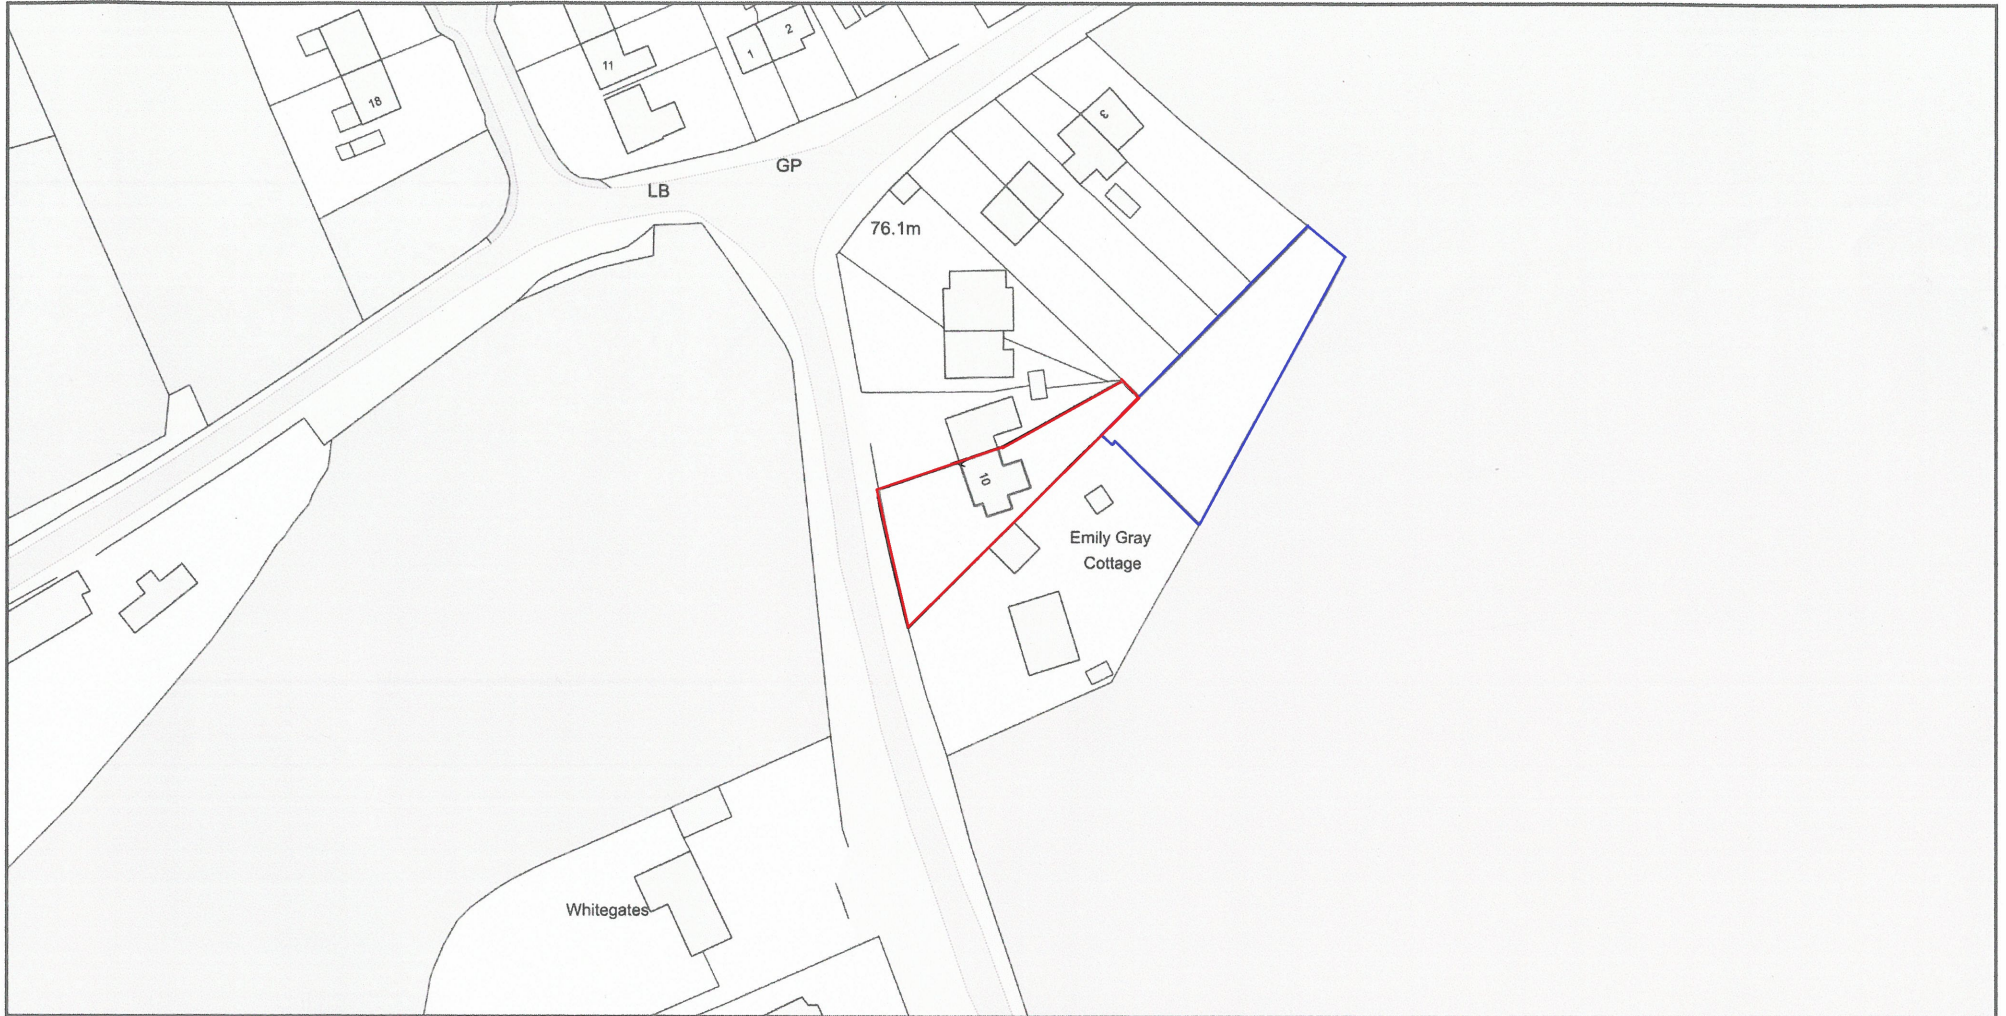 18
11
1
2
3
GP
LB
76.1m
10
Emily Gray
Cottage
Whitegates